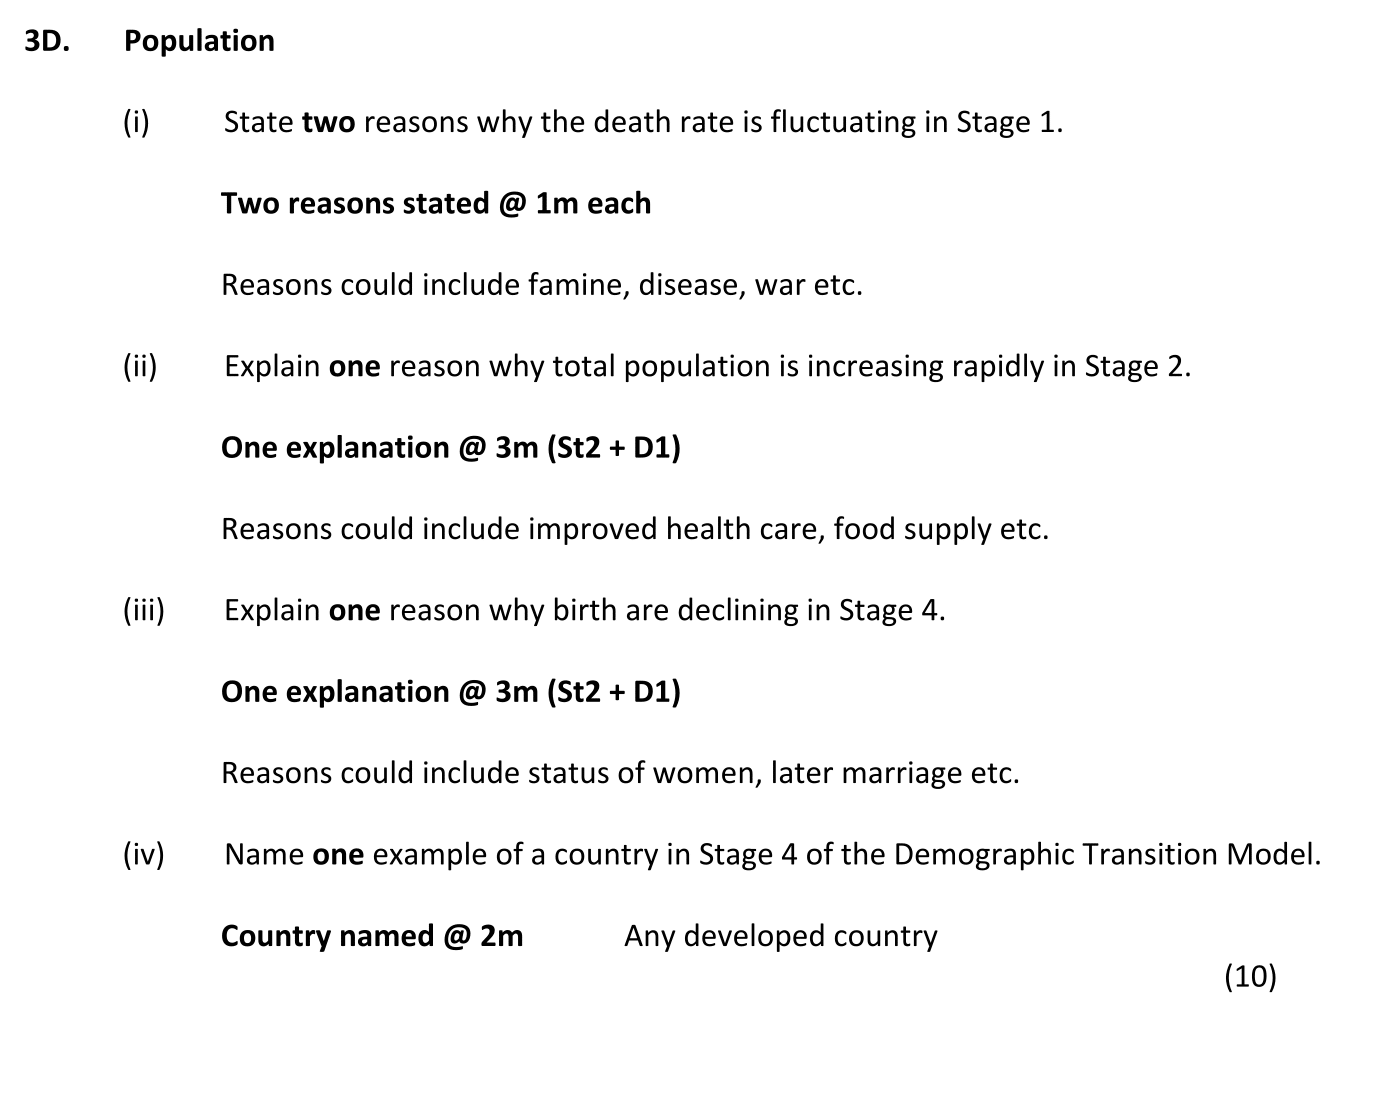 3D. Population
(i) State two reasons why the death rate is fluctuating in Stage 1.
Two reasons stated @ 1m each
Reasons could include famine, disease, war etc.
(ii) Explain one reason why total population is increasing rapidly in Stage 2.
One explanation @ 3m (St2 + D1)
Reasons could include improved health care, food supply etc.
(iii) Explain one reason why birth are declining in Stage 4.
One explanation @ 3m (St2 + D1)
Reasons could include status of women, later marriage etc.
(iv) Name one example of a country in Stage 4 of the Demographic Transition Model.
Country named @ 2m Any developed country
(10)